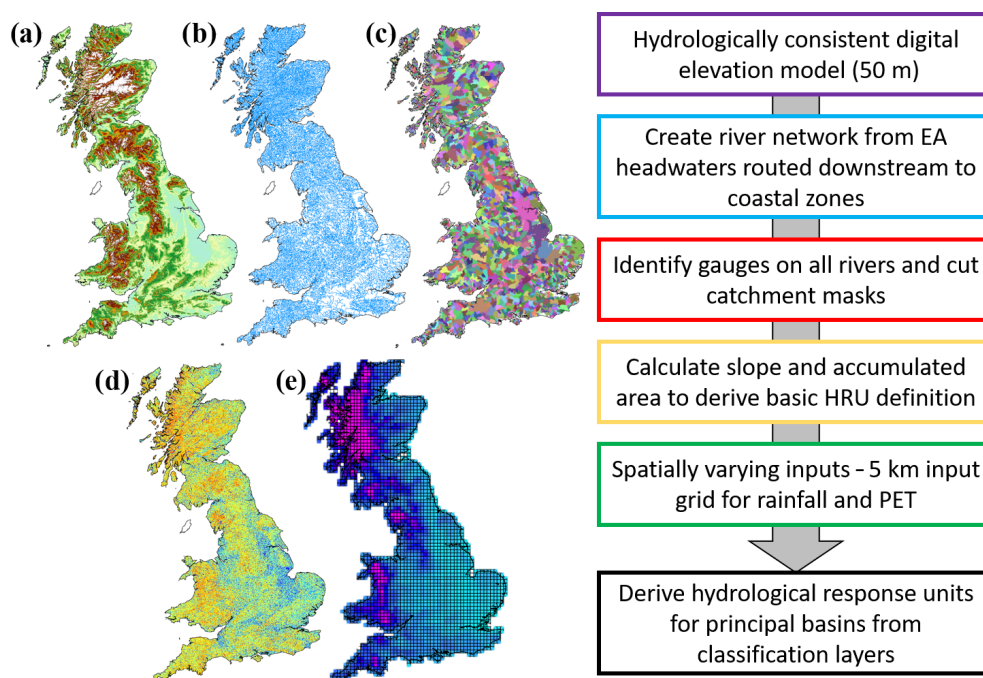 (a)
(b)
(c)
(d)
(e)
Hydrologically consistent digital
elevation model (50 m)
Create river network from EA
headwaters routed downstream to
coastal zones
Identify gauges on all rivers and cut
catchment masks
Calculate slope and accumulated
area to derive basic HRU definition
Spatially varying inputs - 5 km input
grid for rainfall and PET
Derive hydrological response units
for principal basins from
classification layers